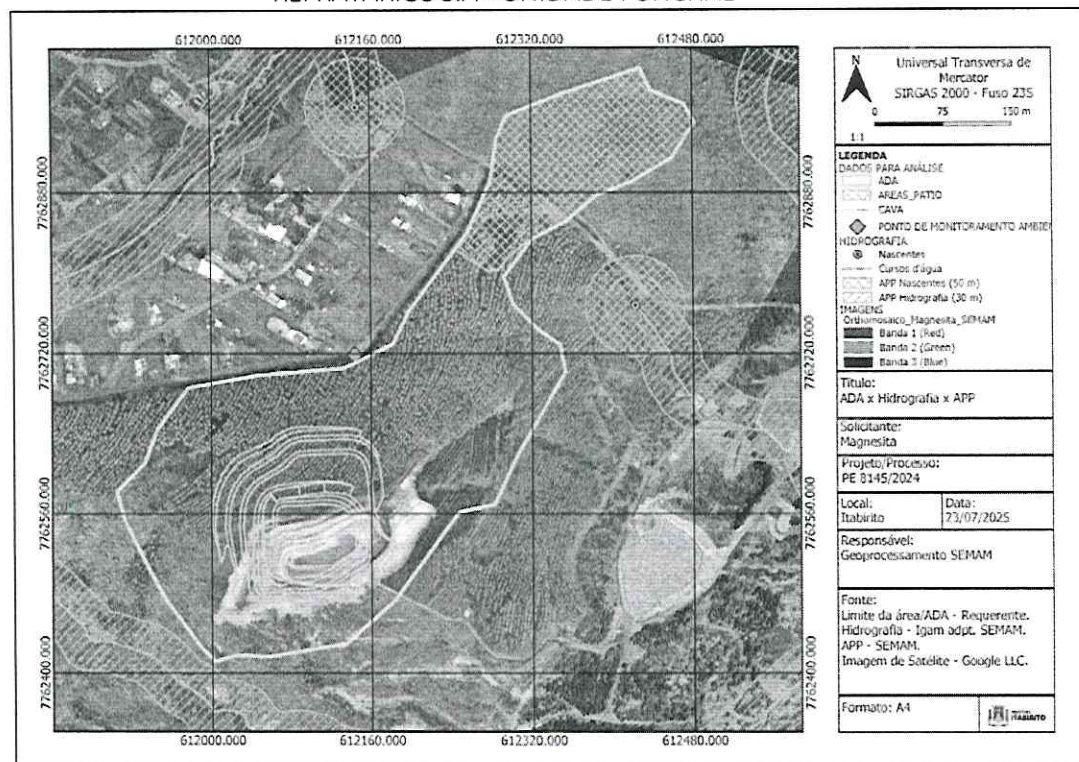 612000.000 612160.000 612320.000 612480.000
7762880.000 7762880.000
7762720.000 7762720.000
7762560.000 7762560.000
7762400.000 7762400.000
612000.000 612160.000 612320.000 612480.000
N
Universal Transversa de
Mercator
SIRGAS 2000 - Fuso 23S
0 75 150 m
1:1
LEGENDA
DADOS PARA ANÁLISE
ADA
AREAS_PATIO
CAVA
PONTO DE MONITORAMENTO AMBIEN
HIDROGRAFIA
Nascentes
Cursos d'água
APP Nascentes (50 m)
APP Hidrografia (30 m)
IMAGENS
Orthomosaico_Magnesita_SEMAM
Banda 1 (Red)
Banda 2 (Green)
Banda 3 (Blue)
Título:
ADA x Hidrografia x APP
Solicitante:
Magnesita
Projeto/Processo:
PE 8145/2024
Local:
Itabirito
Data:
23/07/2025
Responsável:
Geoprocessamento SEMAM
Fonte:
Limite da área/ADA - Requerente.
Hidrografia - Igam adpt. SEMAM.
APP - SEMAM.
Imagem de Satélite - Google LLC.
Formato: A4
ITABIRITO